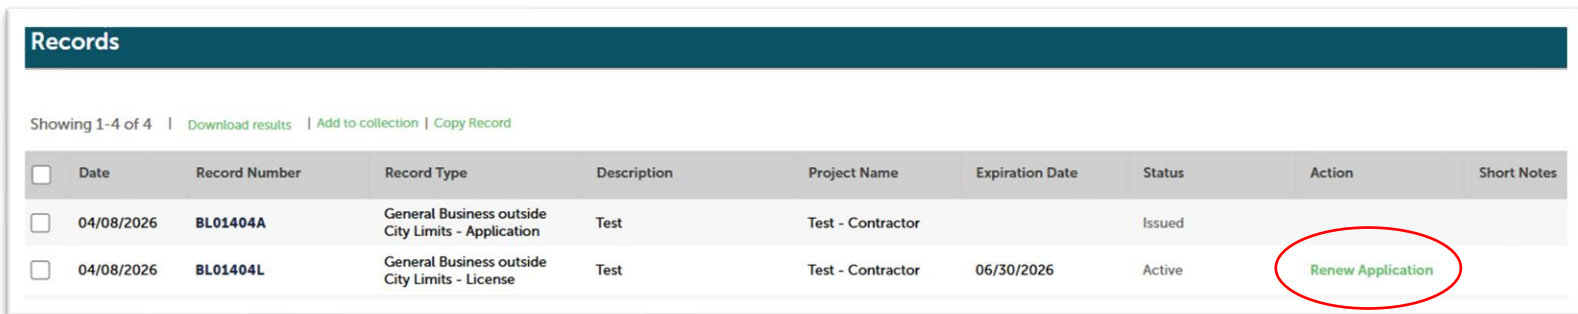 Records
Showing 1-4 of 4 | Download results | Add to collection | Copy Record
Date Record Number Record Type Description Project Name Expiration Date Status Action Short Notes
04/08/2026 BL01404A General Business outside City Limits - Application Test Test - Contractor Issued
04/08/2026 BL01404L General Business outside City Limits - License Test Test - Contractor 06/30/2026 Active Renew Application